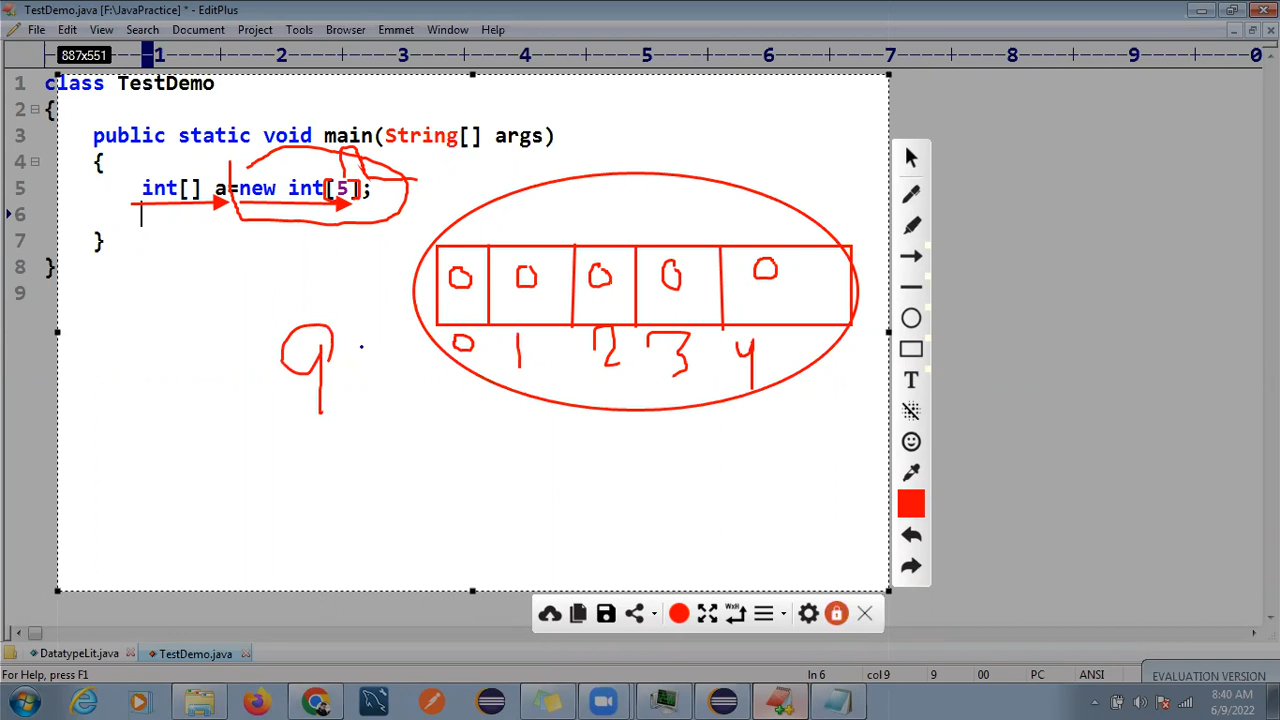 TestDemo.java [F:\JavaPractice] * - EditPlus
File Edit View Search Document Project Tools Browser Emmet Window Help
887x551 1 2 3 4 5 6 7 8 9 0
1 class TestDemo
2 {
3 public static void main(String[] args)
4 {
5 int[] a=new int[5];
6
7 }
8 }
9
0 0 0 0 0
0 1 2 3 4
a
T
WxH
DatatypeLit.java TestDemo.java
For Help, press F1 ln 6 col 9 9 00 PC ANSI EVALUATION VERSION
8:40 AM
6/9/2022